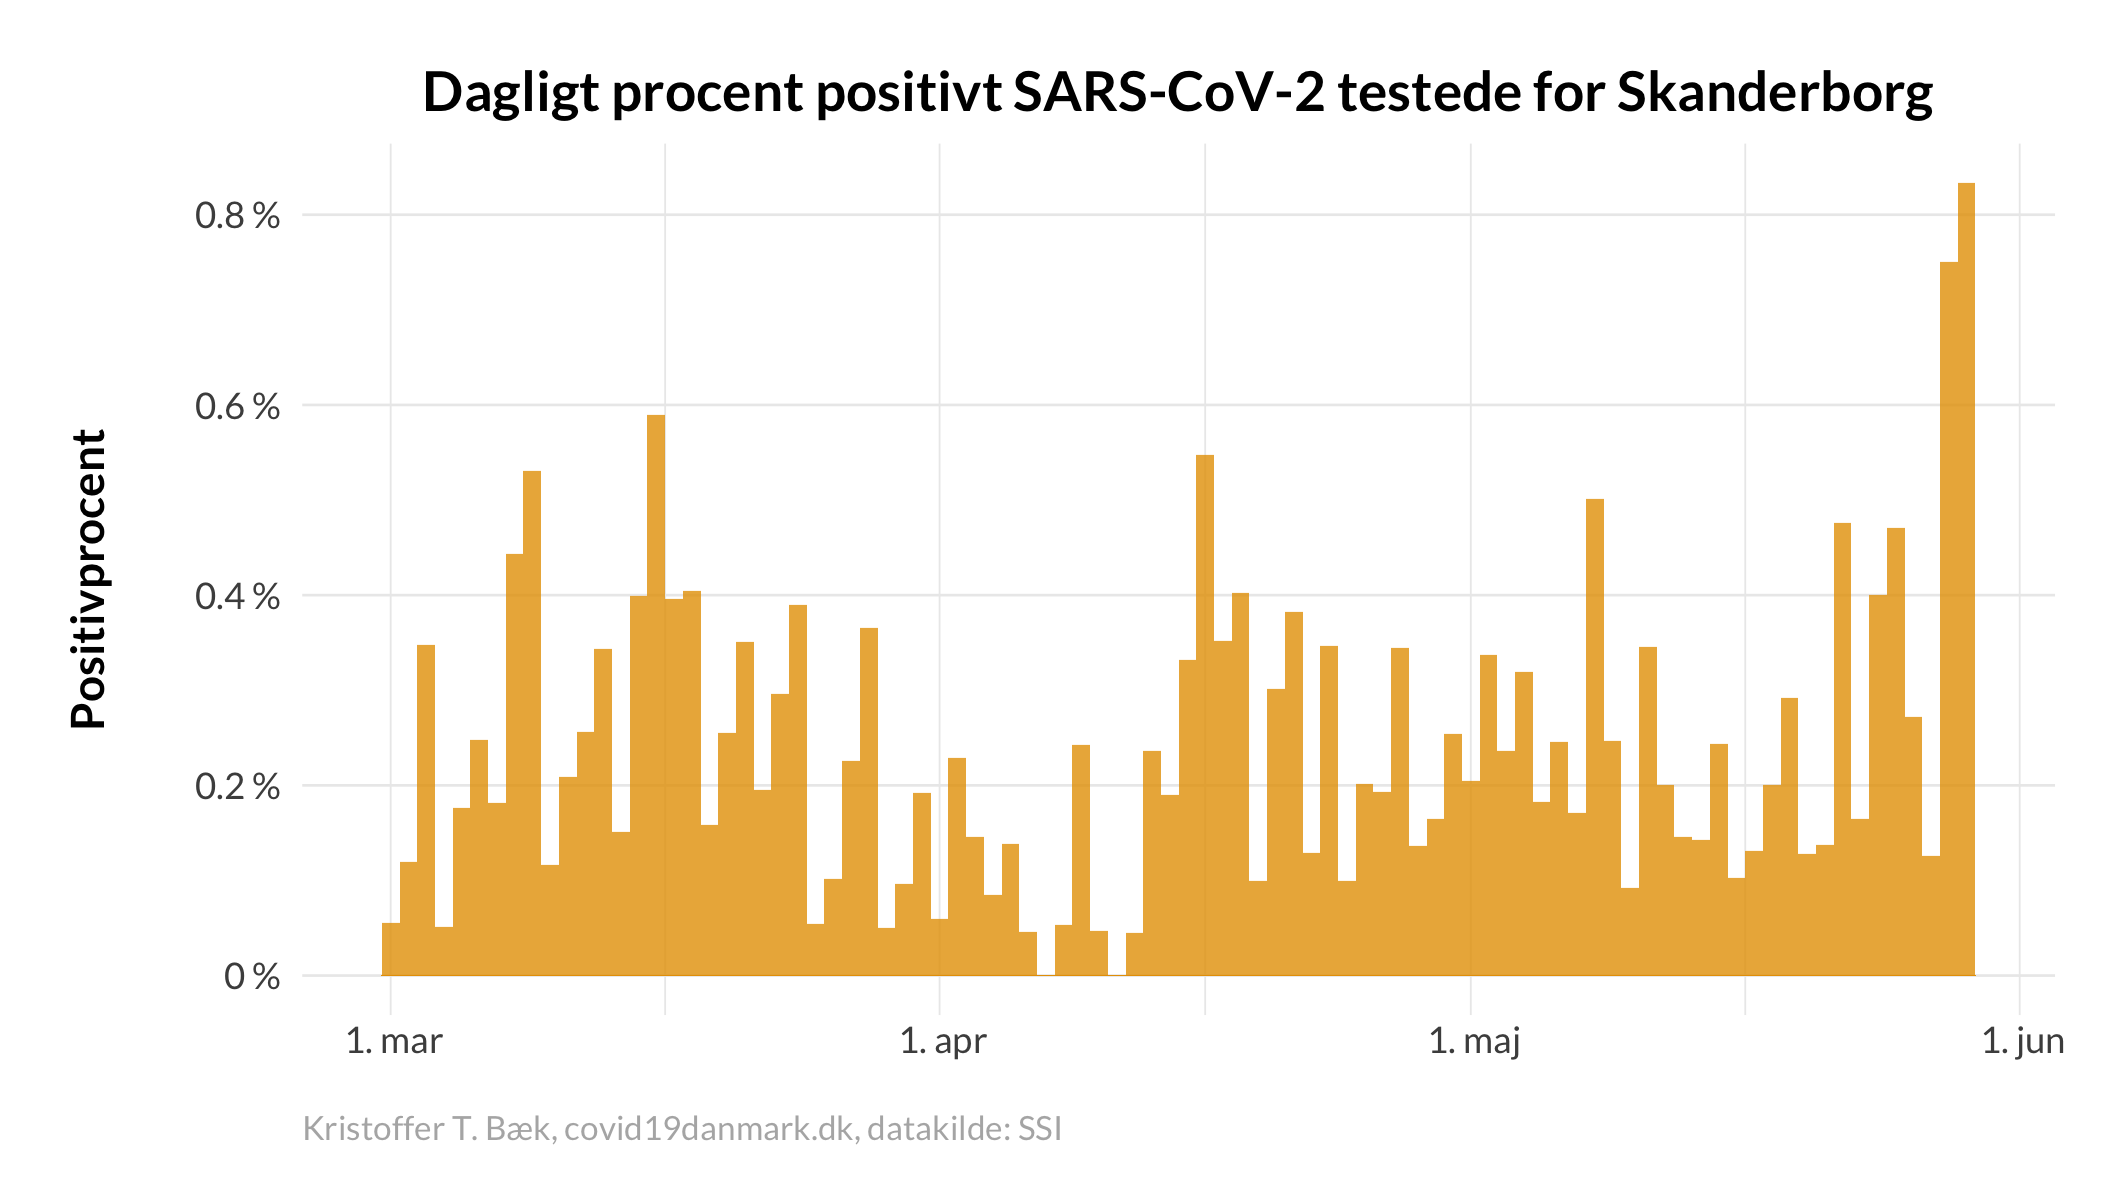 Dagligt procent positivt SARS-CoV-2 testede for Skanderborg
Positivprocent
0.8 %
0.6 %
0.4 %
0.2 %
0 %
1. mar
1. apr
1. maj
1. jun
Kristoffer T. Bæk, covid19danmark.dk, datakilde: SSI